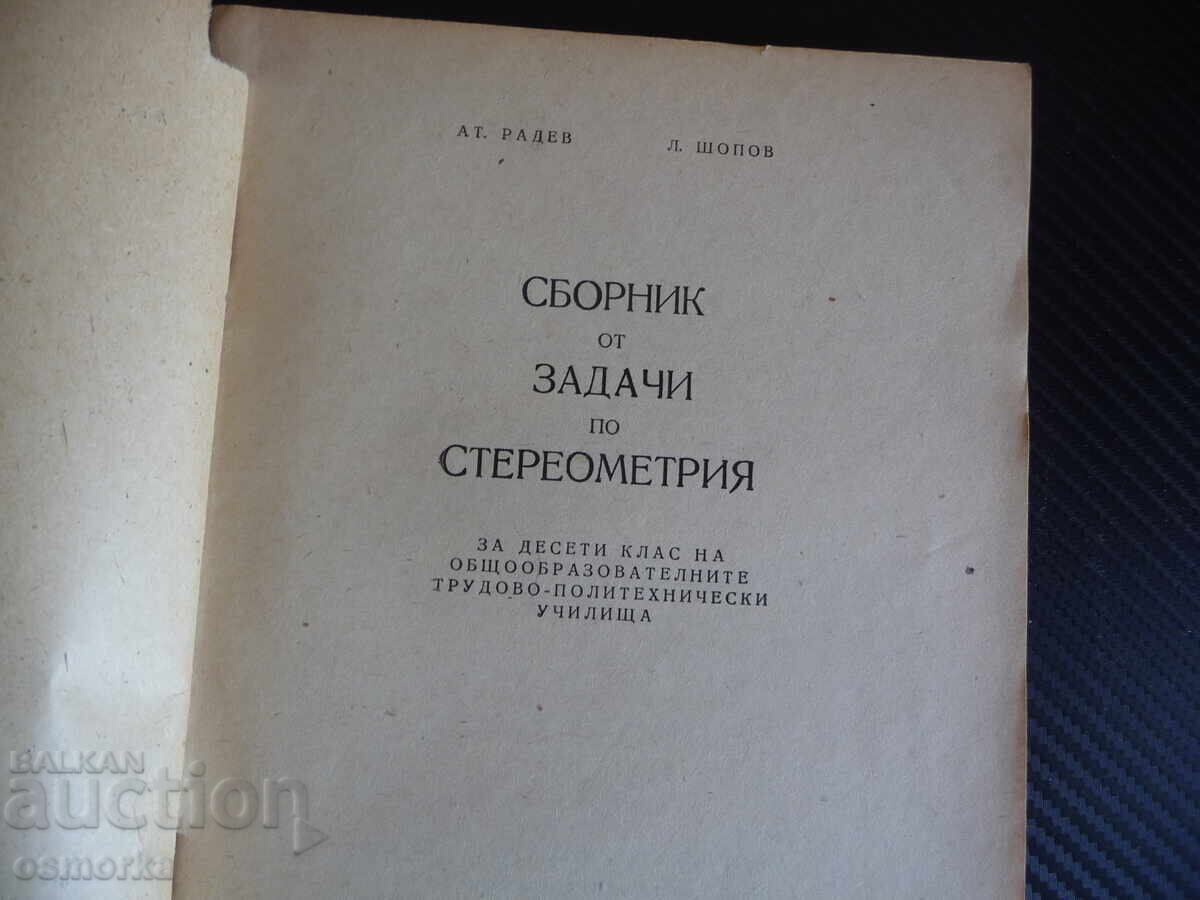 АТ. РАДЕВ Л. ШОПОВ
СБОРНИК
ОТ
ЗАДАЧИ
ПО
СТЕРЕОМЕТРИЯ
ЗА ДЕСЕТИ КЛАС НА
ОБЩООБРАЗОВАТЕЛНИТЕ
ТРУДОВО-ПОЛИТЕХНИЧЕСКИ
УЧИЛИЩА
BALKAN
auction
osmorka